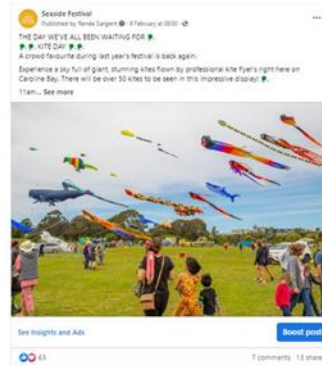 Seaside Festival
Published by Renée Sargent · 8 February at 08:00 ·
THE DAY WE'VE ALL BEEN WAITING FOR
KITE DAY
A crowd favourite during last year's festival is back again.
Experience a sky full of giant, stunning kites flown by professional kite flyer's right here on
Caroline Bay. There will be over 50 kites to be seen in this impressive display!
11am... See more
See Insights and Ads
Boost post
63
7 comments 13 share